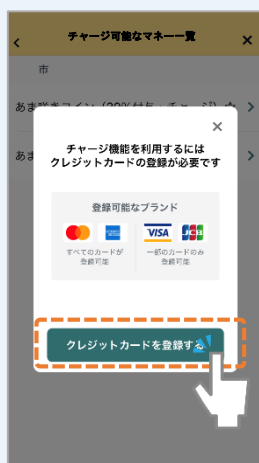 チャージ可能なマネー一覧
市
あま咲きコイン（20%付与・チャージ）
あま
チャージ機能を利用するには
クレジットカードの登録が必要です
登録可能なブランド
VISA JCB
すべてのカードが
登録可能
一部のカードのみ
登録可能
クレジットカードを登録する